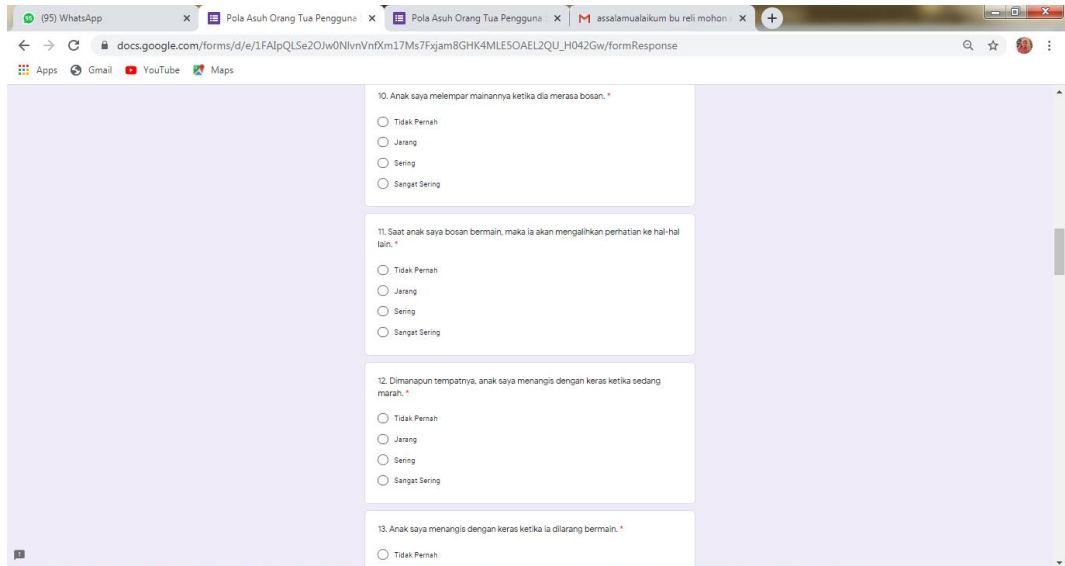 (95) WhatsApp
Pola Asuh Orang Tua Pengguna
Pola Asuh Orang Tua Pengguna
assalamualaikum bu reli mohon
docs.google.com/forms/d/e/1FAIpQLSe2OJw0NlvnVnfXm17Ms7Fxjam8GHK4MLE5OAEL2QU_H042Gw/formResponse
Apps Gmail YouTube Maps
10. Anak saya melempar mainannya ketika dia merasa bosan. *
Tidak Pernah
Jarang
Sering
Sangat Sering
11. Saat anak saya bosan bermain, maka ia akan mengalihkan perhatian ke hal-hal
lain. *
Tidak Pernah
Jarang
Sering
Sangat Sering
12. Dimanapun tempatnya, anak saya menangis dengan keras ketika sedang
marah. *
Tidak Pernah
Jarang
Sering
Sangat Sering
13. Anak saya menangis dengan keras ketika ia dilarang bermain. *
Tidak Pernah